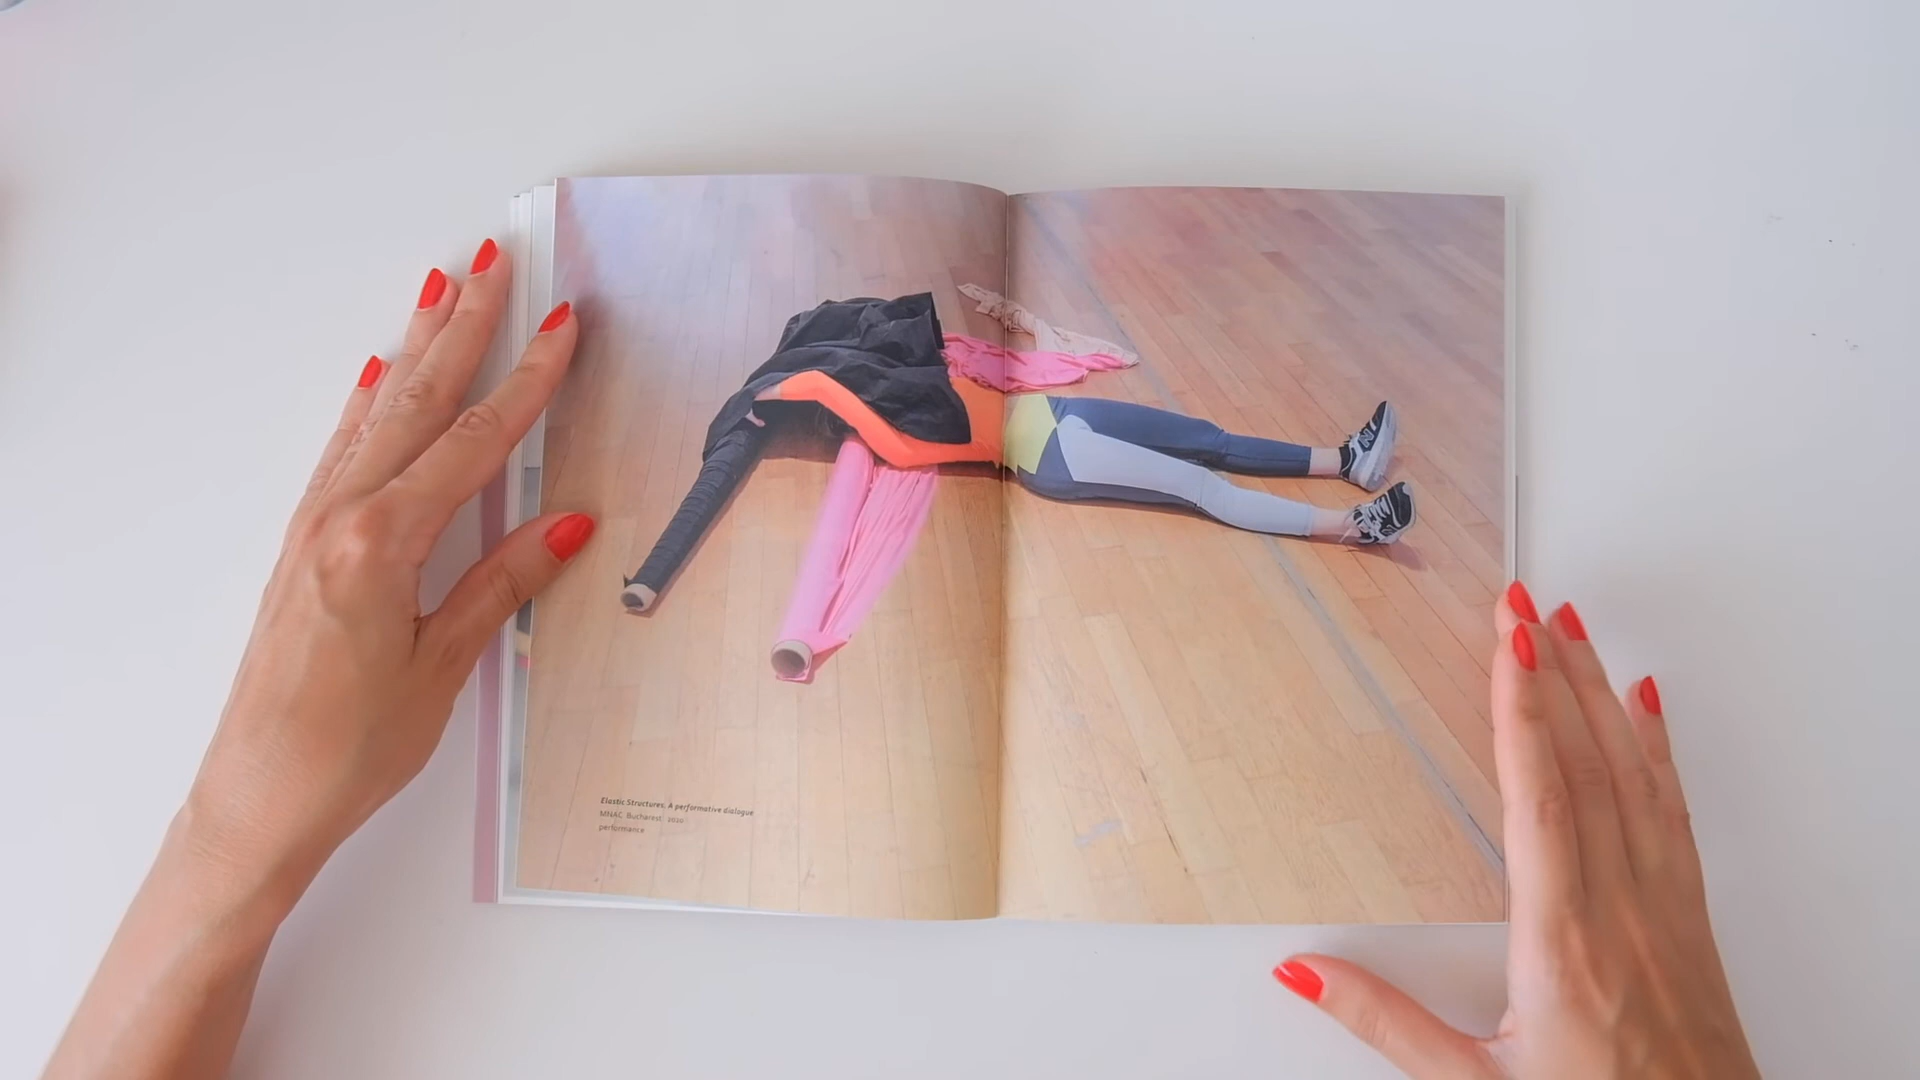 Elastic Structures. A performative dialogue
MNAC Bucharest 2020
performance
N